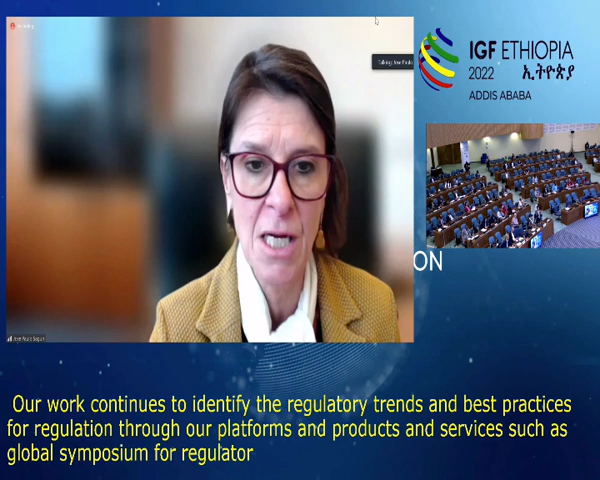 IGF ETHIOPIA
2022 ኢትዮጵያ
ADDIS ABABA
ON
Our work continues to identify the regulatory trends and best practices
for regulation through our platforms and products and services such as
global symposium for regulator